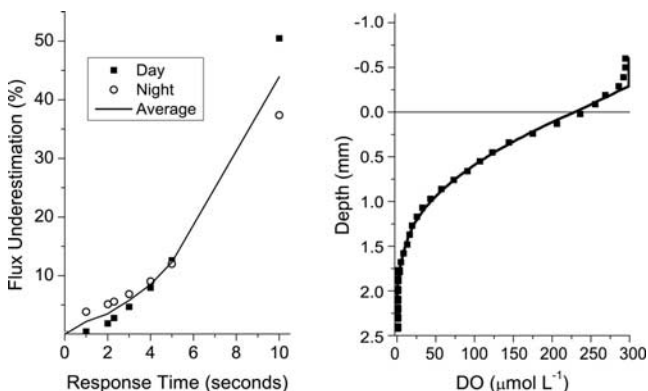 Flux Underestimation (%)
50
40
30
20
10
Day
Night
Average
0 2 4 6 8 10
Response Time (seconds)
Depth (mm)
-1.0
-0.5
0.0
0.5
1.0
1.5
2.0
2.5
0 50 100 150 200 250 300
DO (μmol L⁻¹)